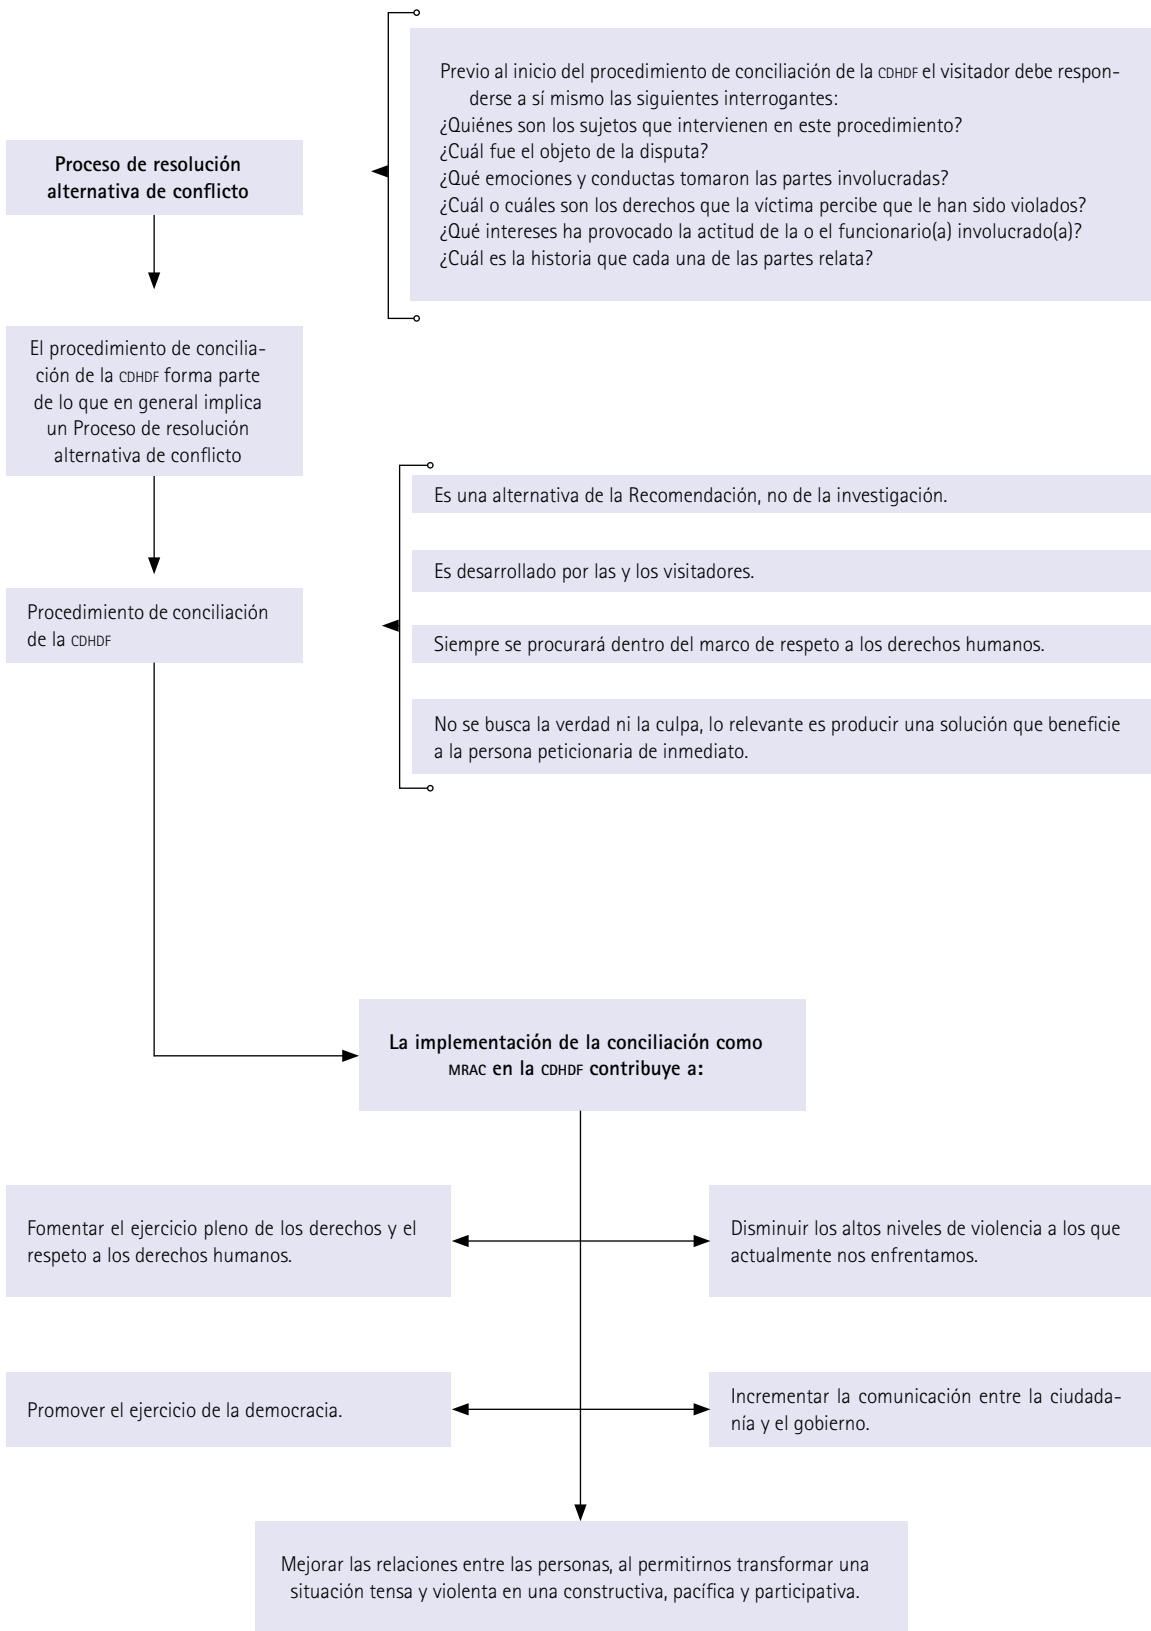 Proceso de resolución
alternativa de conflicto
Previo al inicio del procedimiento de conciliación de la CDHDF el visitador debe respon-
derse a sí mismo las siguientes interrogantes:
¿Quiénes son los sujetos que intervienen en este procedimiento?
¿Cuál fue el objeto de la disputa?
¿Qué emociones y conductas tomaron las partes involucradas?
¿Cuál o cuáles son los derechos que la víctima percibe que le han sido violados?
¿Qué intereses ha provocado la actitud de la o el funcionario(a) involucrado(a)?
¿Cuál es la historia que cada una de las partes relata?
El procedimiento de concilia-
ción de la CDHDF forma parte
de lo que en general implica
un Proceso de resolución
alternativa de conflicto
Procedimiento de conciliación
de la CDHDF
Es una alternativa de la Recomendación, no de la investigación.
Es desarrollado por las y los visitadores.
Siempre se procurará dentro del marco de respeto a los derechos humanos.
No se busca la verdad ni la culpa, lo relevante es producir una solución que beneficie
a la persona peticionaria de inmediato.
La implementación de la conciliación como
MRAC en la CDHDF contribuye a:
Fomentar el ejercicio pleno de los derechos y el
respeto a los derechos humanos.
Disminuir los altos niveles de violencia a los que
actualmente nos enfrentamos.
Promover el ejercicio de la democracia.
Incrementar la comunicación entre la ciudada-
nía y el gobierno.
Mejorar las relaciones entre las personas, al permitirnos transformar una
situación tensa y violenta en una constructiva, pacífica y participativa.